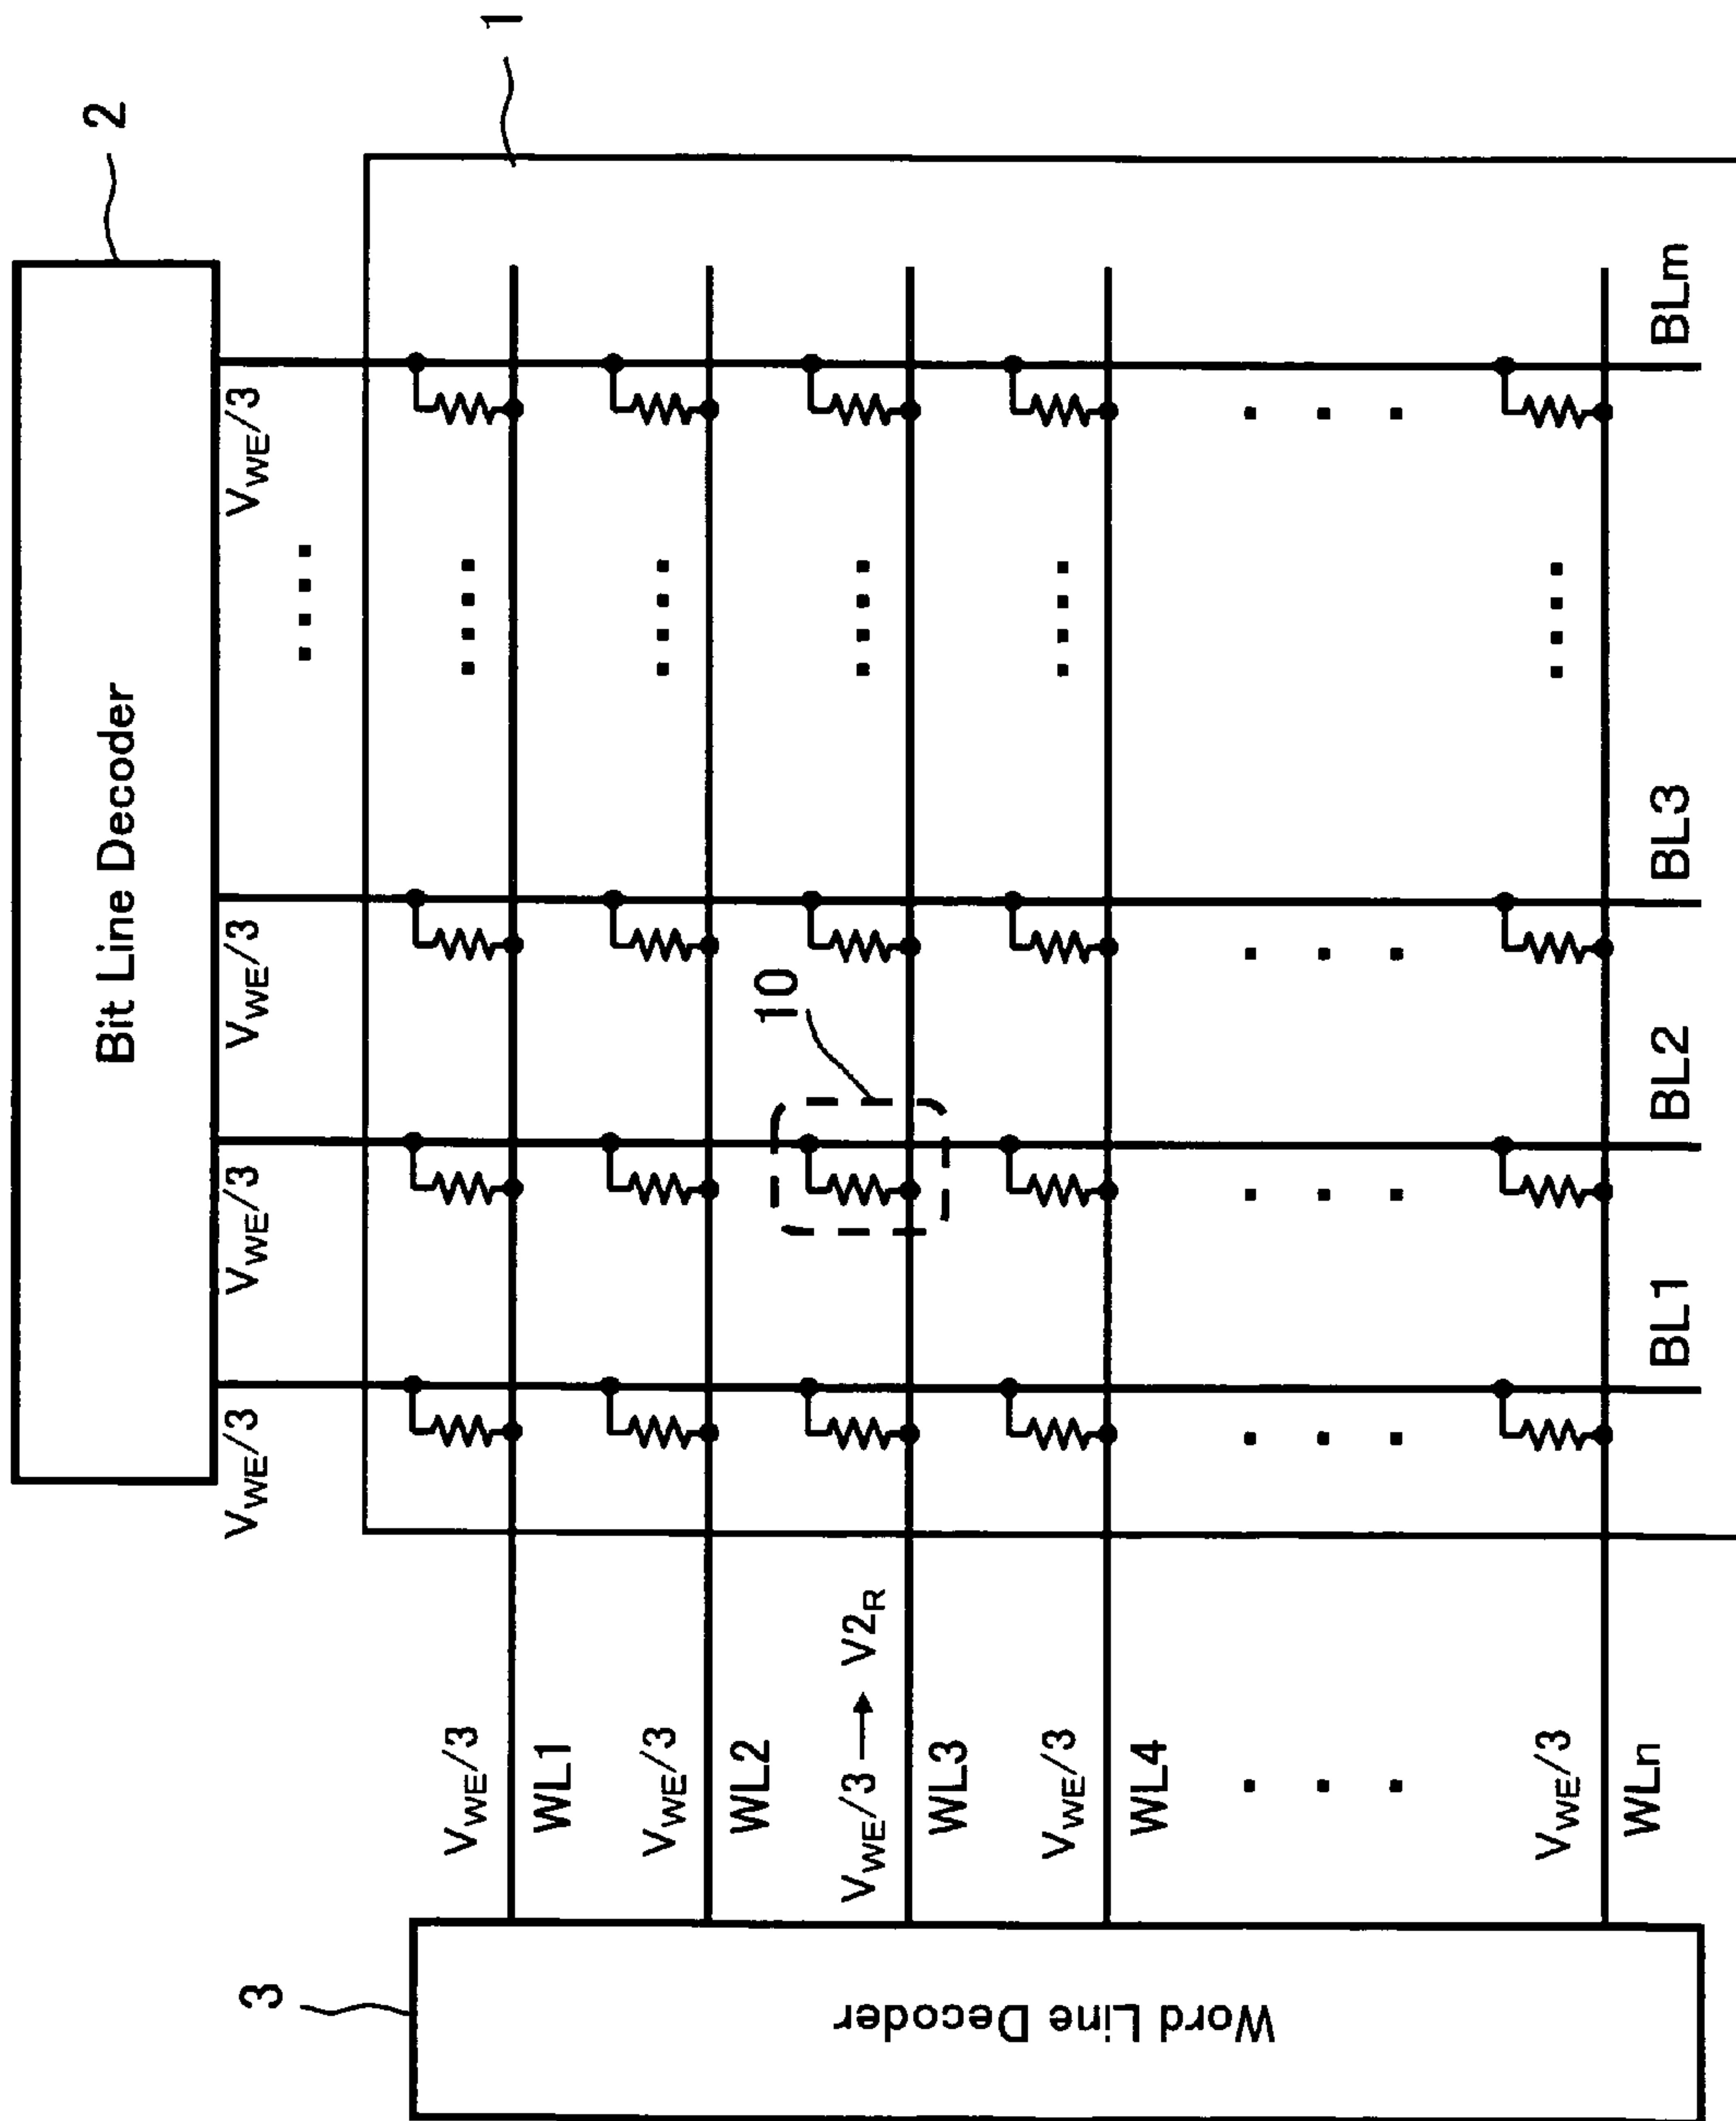 2
Bit Line Decoder
1
V_WE/3
V_WE/3
V_WE/3
V_WE/3
3
Word Line Decoder
V_WE/3
WL1
V_WE/3
WL2
10
V_WE/3 → V2_R
WL3
V_WE/3
WL4
V_WE/3
WLn
BL1
BL2
BL3
BLm